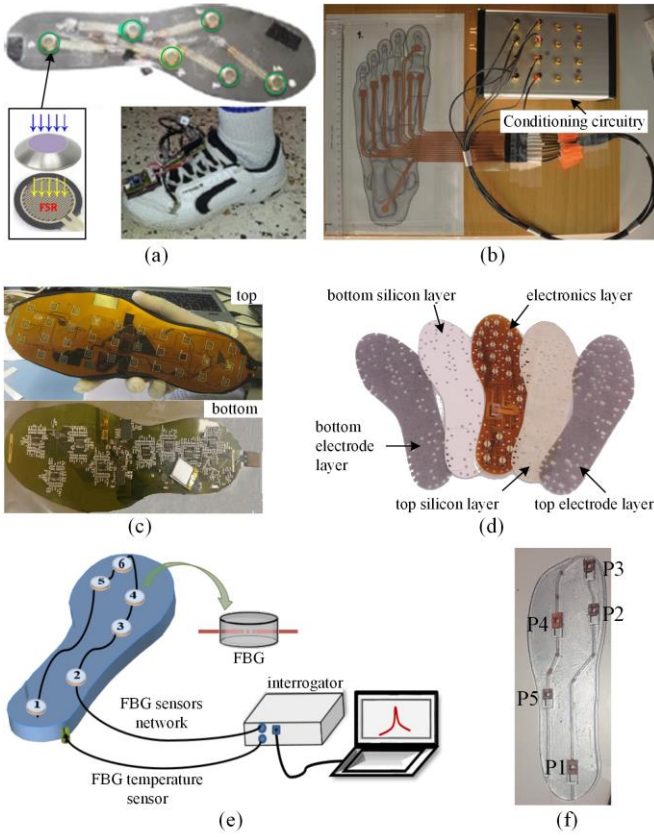 FSR
(a)
1.
Conditioning circuitry
(b)
top
bottom
(c)
bottom silicon layer
electronics layer
bottom
electrode
layer
top silicon layer
top electrode layer
(d)
6
5
4
3
2
1
FBG
FBG sensors
network
interrogator
FBG temperature
sensor
(e)
P3
P2
P4
P5
P1
(f)